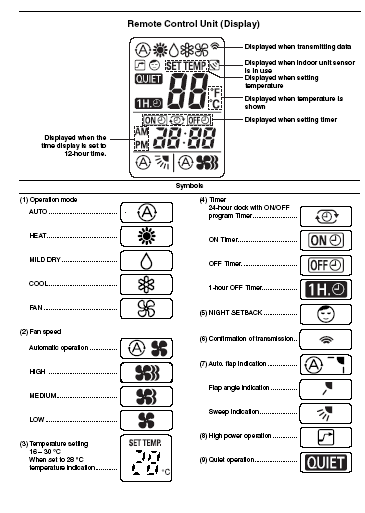 Remote Control Unit (Display)
Displayed when transmitting data
Displayed when indoor unit sensor
is in use
Displayed when setting
temperature
Displayed when temperature is
shown
Displayed when setting timer
Displayed when the
time display is set to
12-hour time.
A
SET TEMP.
QUIET
88
°F
°C
1H.
ON
OFF
AM
PM
88:88
A
A
Symbols
(1) Operation mode
AUTO
A
HEAT
MILD DRY
COOL
FAN
(2) Fan speed
Automatic operation
A
HIGH
MEDIUM
LOW
(3) Temperature setting
16 – 30 °C
When set to 28 °C
temperature indication
SET TEMP.
28 °C
(4) Timer
24-hour clock with ON/OFF
program Timer
ON Timer
ON
OFF Timer
OFF
1-hour OFF Timer
1H.
(5) NIGHT SETBACK
(6) Confirmation of transmission
(7) Auto. flap indication
A
Flap angle indication
Sweep indication
(8) High power operation
(9) Quiet operation
QUIET